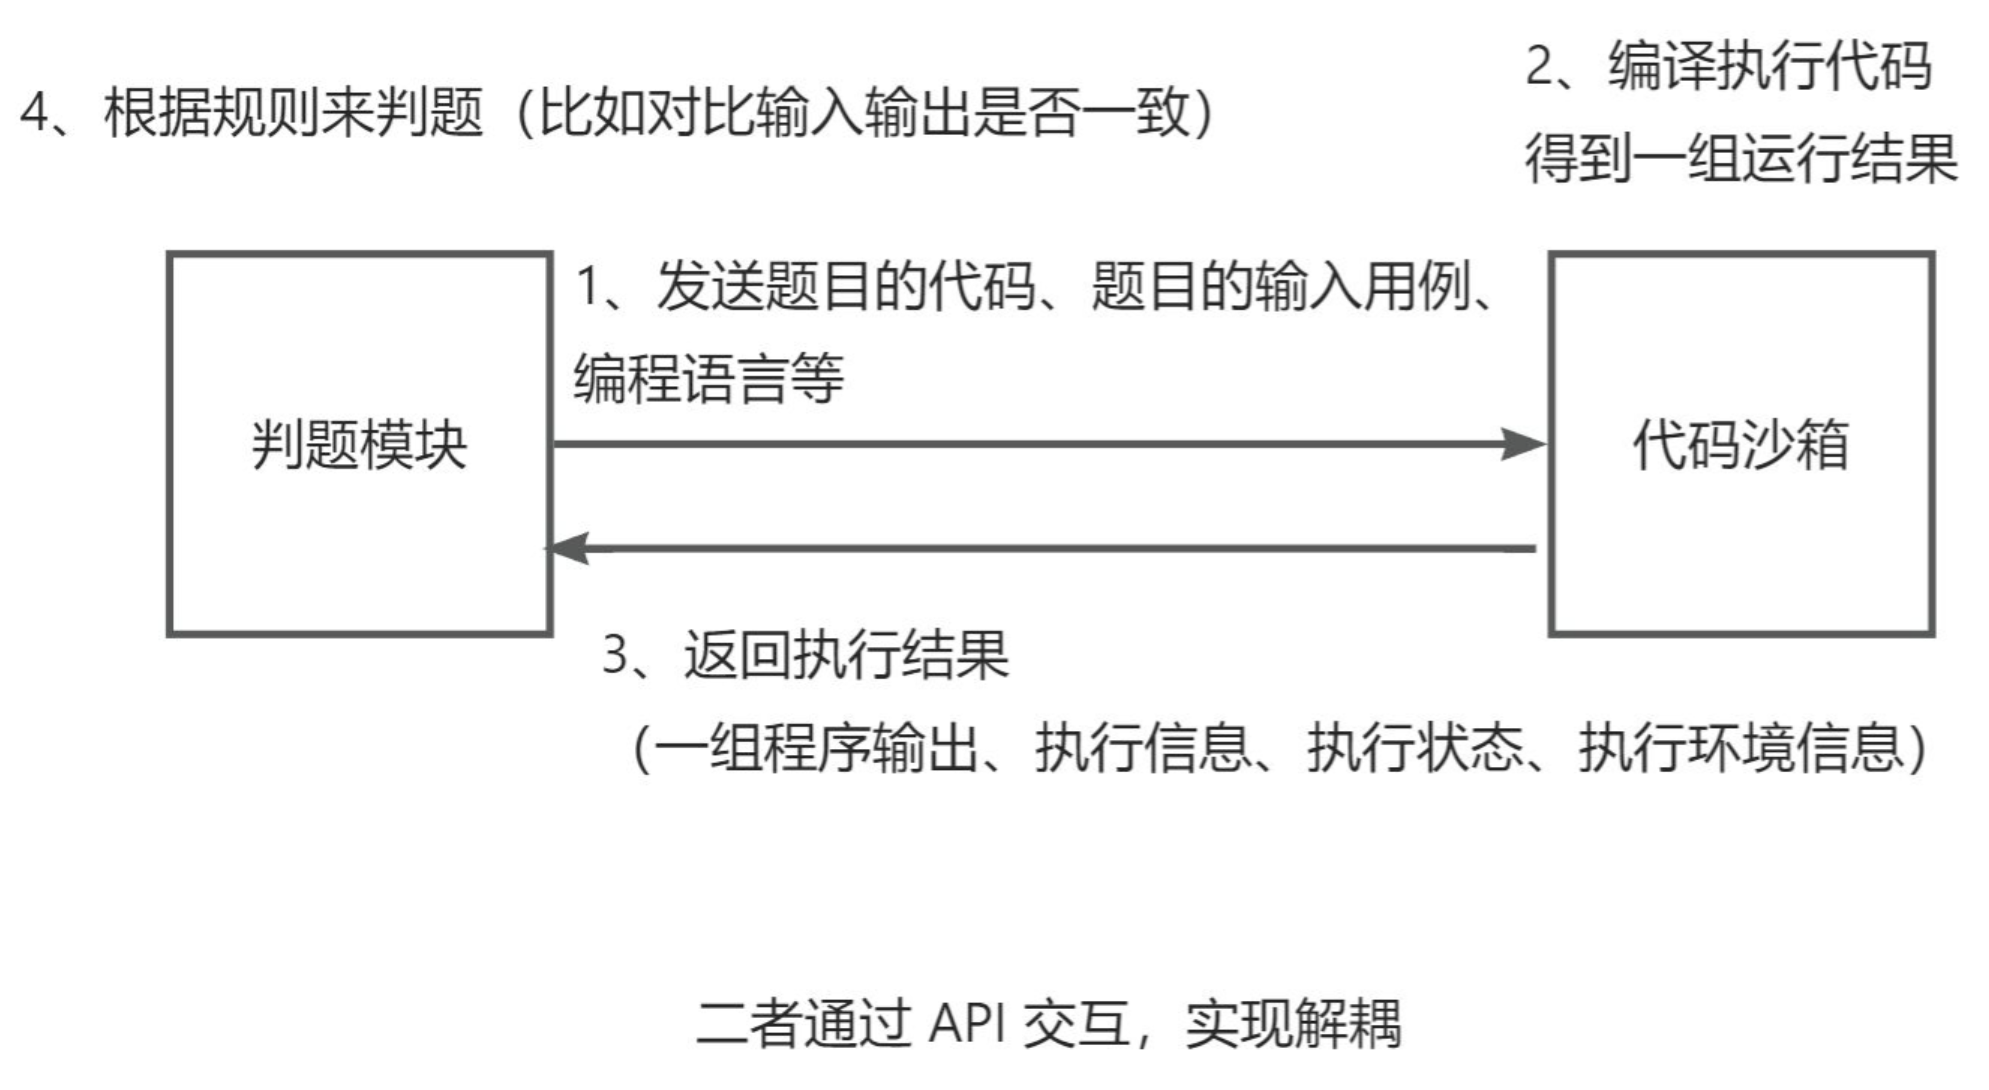 4、根据规则来判题（比如对比输入输出是否一致）
2、编译执行代码
得到一组运行结果
1、发送题目的代码、题目的输入用例、
编程语言等
判题模块
代码沙箱
3、返回执行结果
（一组程序输出、执行信息、执行状态、执行环境信息）
二者通过 API 交互，实现解耦